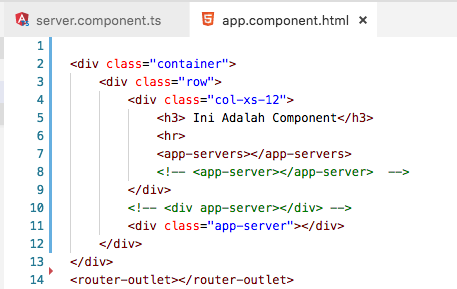 server.component.ts
app.component.html ×
1
2 <div class="container">
3 <div class="row">
4 <div class="col-xs-12">
5 <h3> Ini Adalah Component</h3>
6 <hr>
7 <app-servers></app-servers>
8 <!-- <app-server></app-server>  -->
9 </div>
10 <!-- <div app-server></div> -->
11 <div class="app-server"></div>
12 </div>
13 </div>
14 <router-outlet></router-outlet>